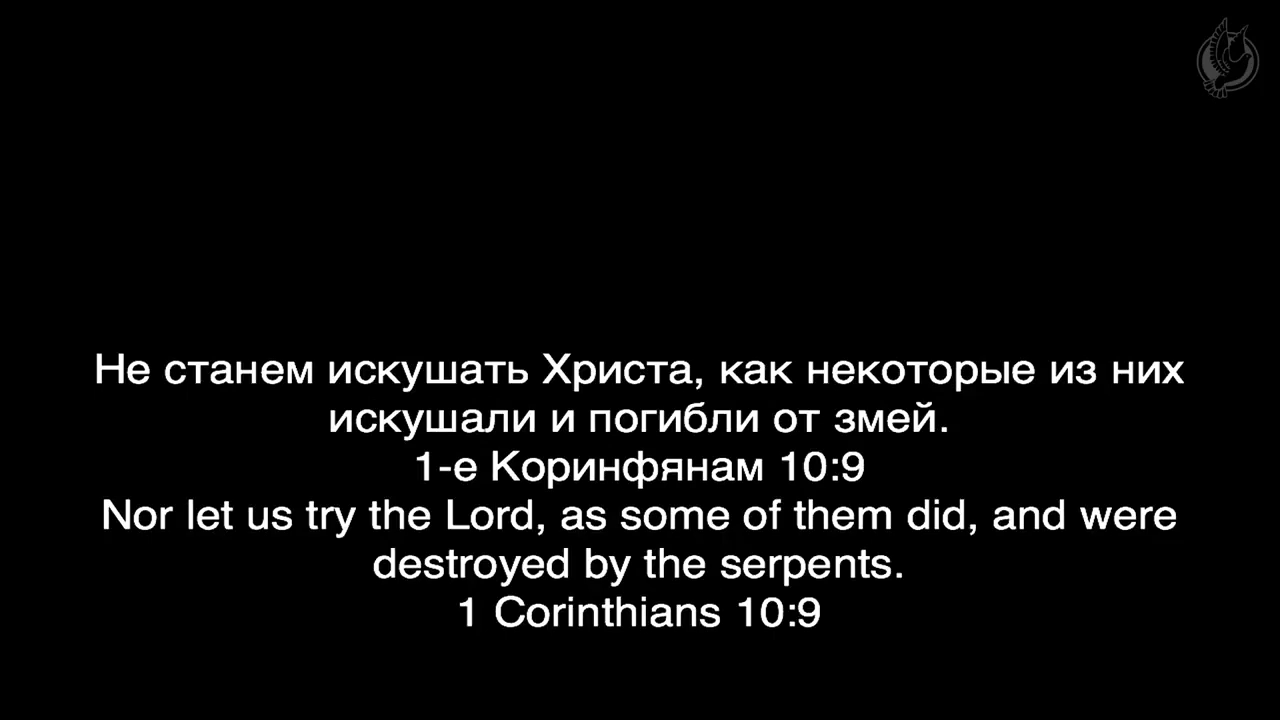 Не станем искушать Христа, как некоторые из них
искушали и погибли от змей.
1-е Коринфянам 10:9
Nor let us try the Lord, as some of them did, and were
destroyed by the serpents.
1 Corinthians 10:9